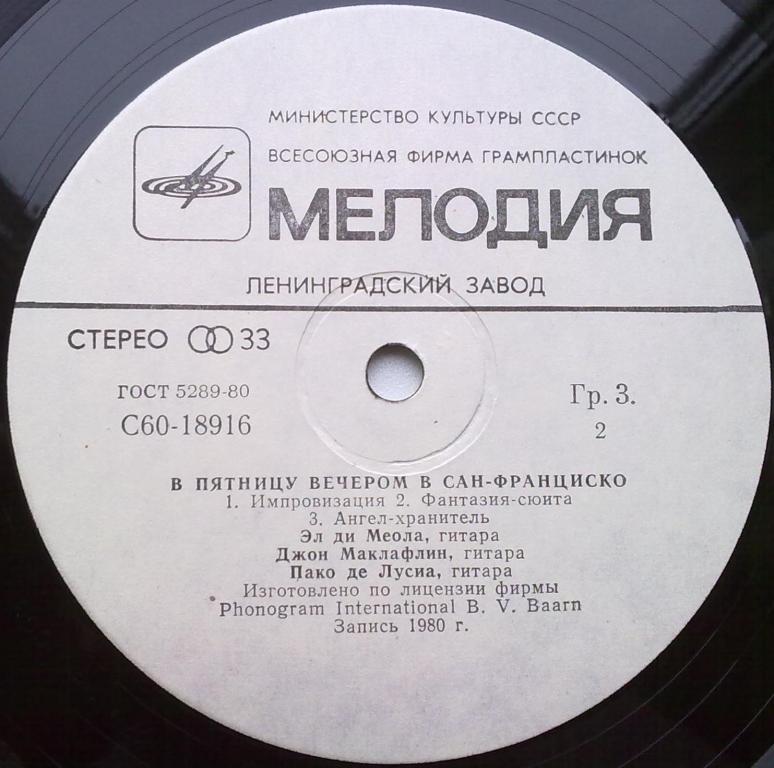 МИНИСТЕРСТВО КУЛЬТУРЫ СССР
ВСЕСОЮЗНАЯ ФИРМА ГРАМПЛАСТИНОК
МЕЛОДИЯ
ЛЕНИНГРАДСКИЙ ЗАВОД
СТЕРЕО 33
ГОСТ 5289-80
С60-18916
Гр. 3.
2
В ПЯТНИЦУ ВЕЧЕРОМ В САН-ФРАНЦИСКО
1. Импровизация 2. Фантазия-сюита
3. Ангел-хранитель
Эл ди Меола, гитара
Джон Маклафлин, гитара
Пако де Лусиа, гитара
Изготовлено по лицензии фирмы
Phonogram International B. V. Baarn
Запись 1980 г.